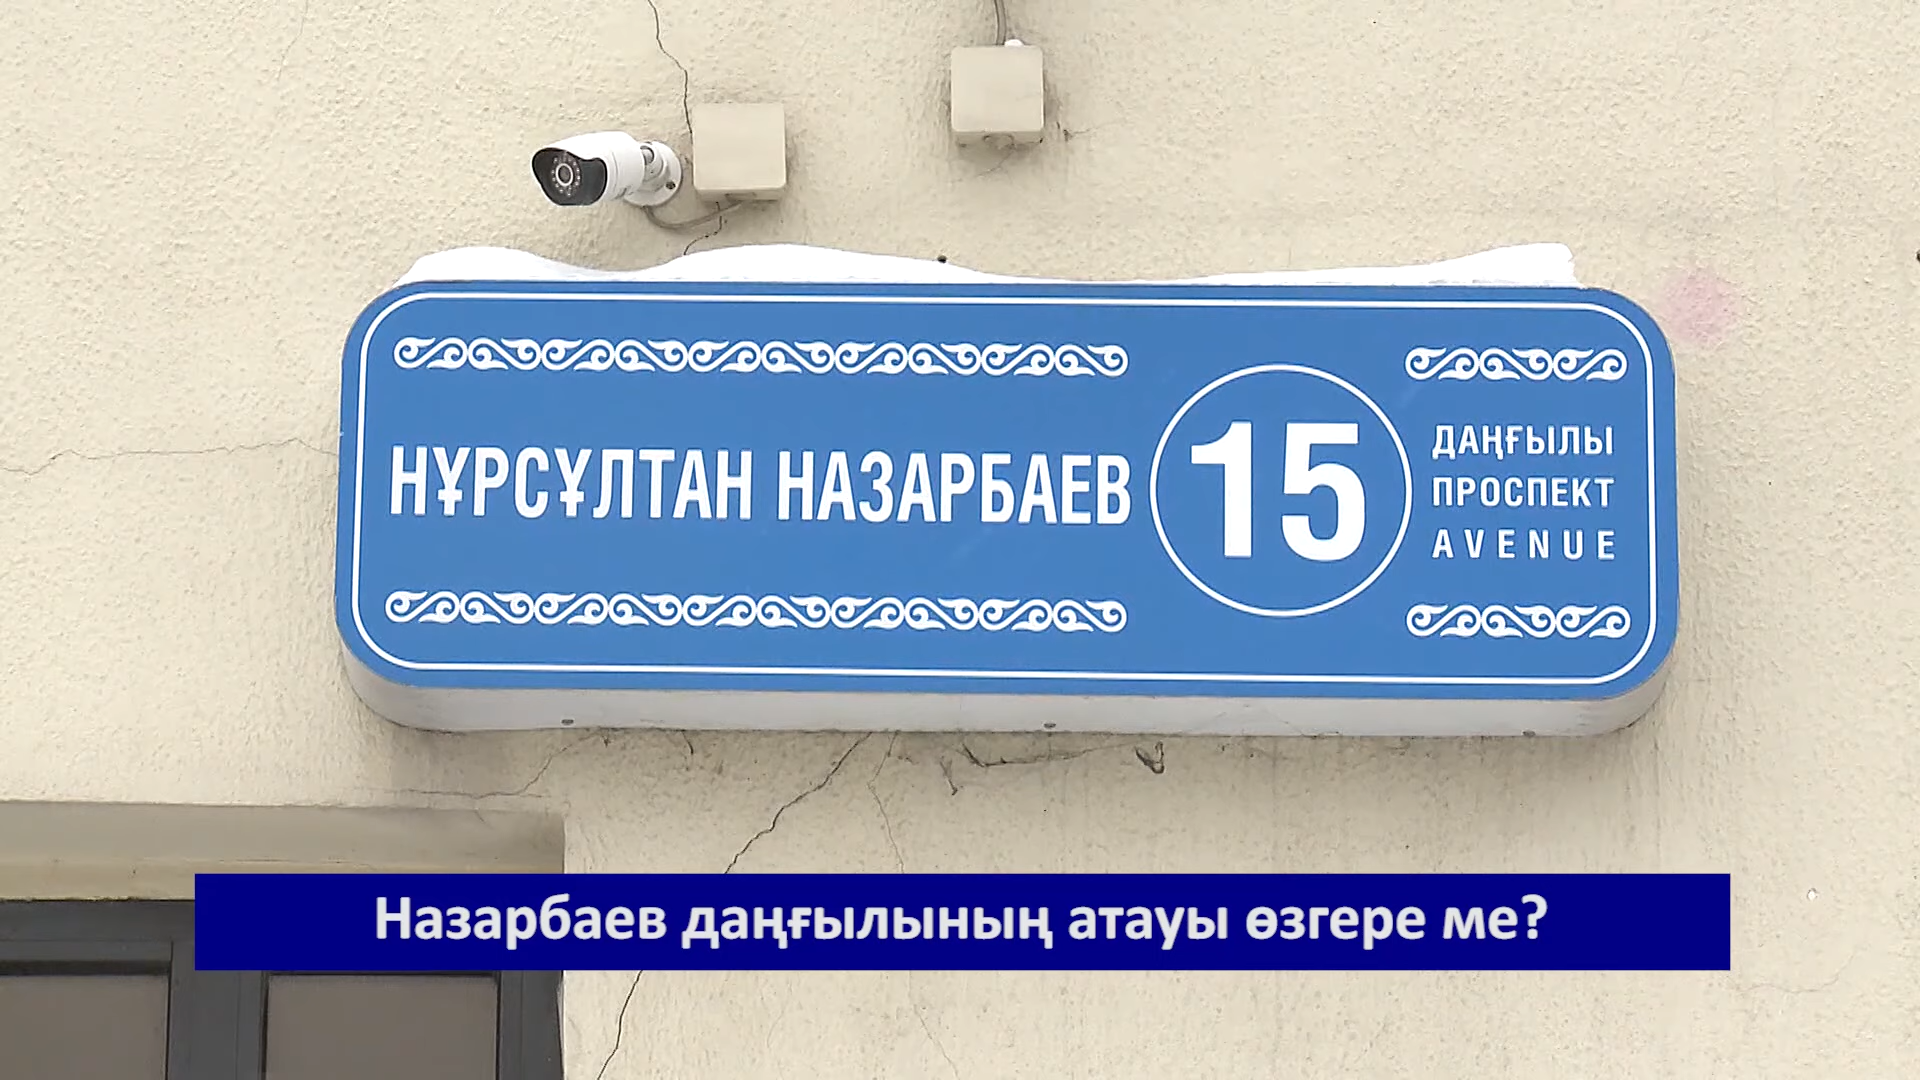 НҰРСҰЛТАН НАЗАРБАЕВ
15
ДАҢҒЫЛЫ
ПРОСПЕКТ
AVENUE
Назарбаев даңғылының атауы өзгере ме?